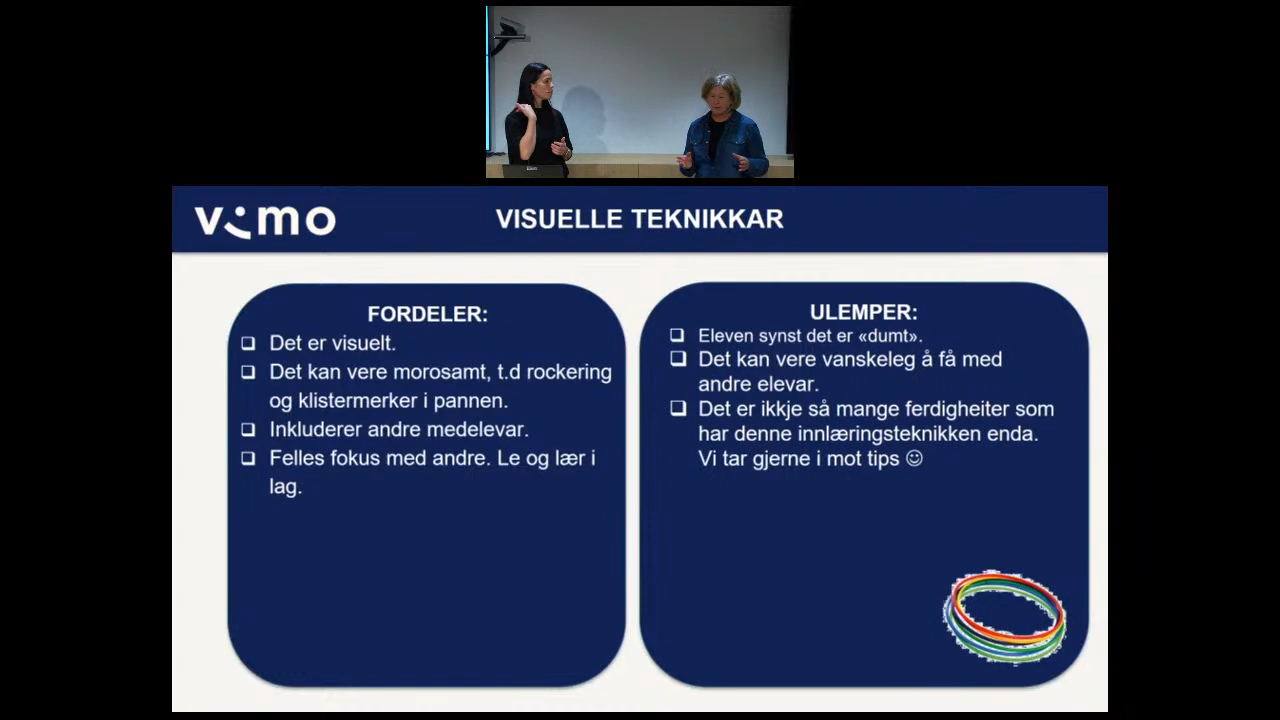 vimo
VISUELLE TEKNIKKAR
FORDELER:
❑ Det er visuelt.
❑ Det kan vere morosamt, t.d rockering
og klistermerker i pannen.
❑ Inkluderer andre medelevar.
❑ Felles fokus med andre. Le og lær i
lag.
ULEMPER:
❑ Eleven synst det er «dumt».
❑ Det kan vere vanskeleg å få med
andre elevar.
❑ Det er ikkje så mange ferdigheiter som
har denne innlæringsteknikken enda.
Vi tar gjerne i mot tips ☺